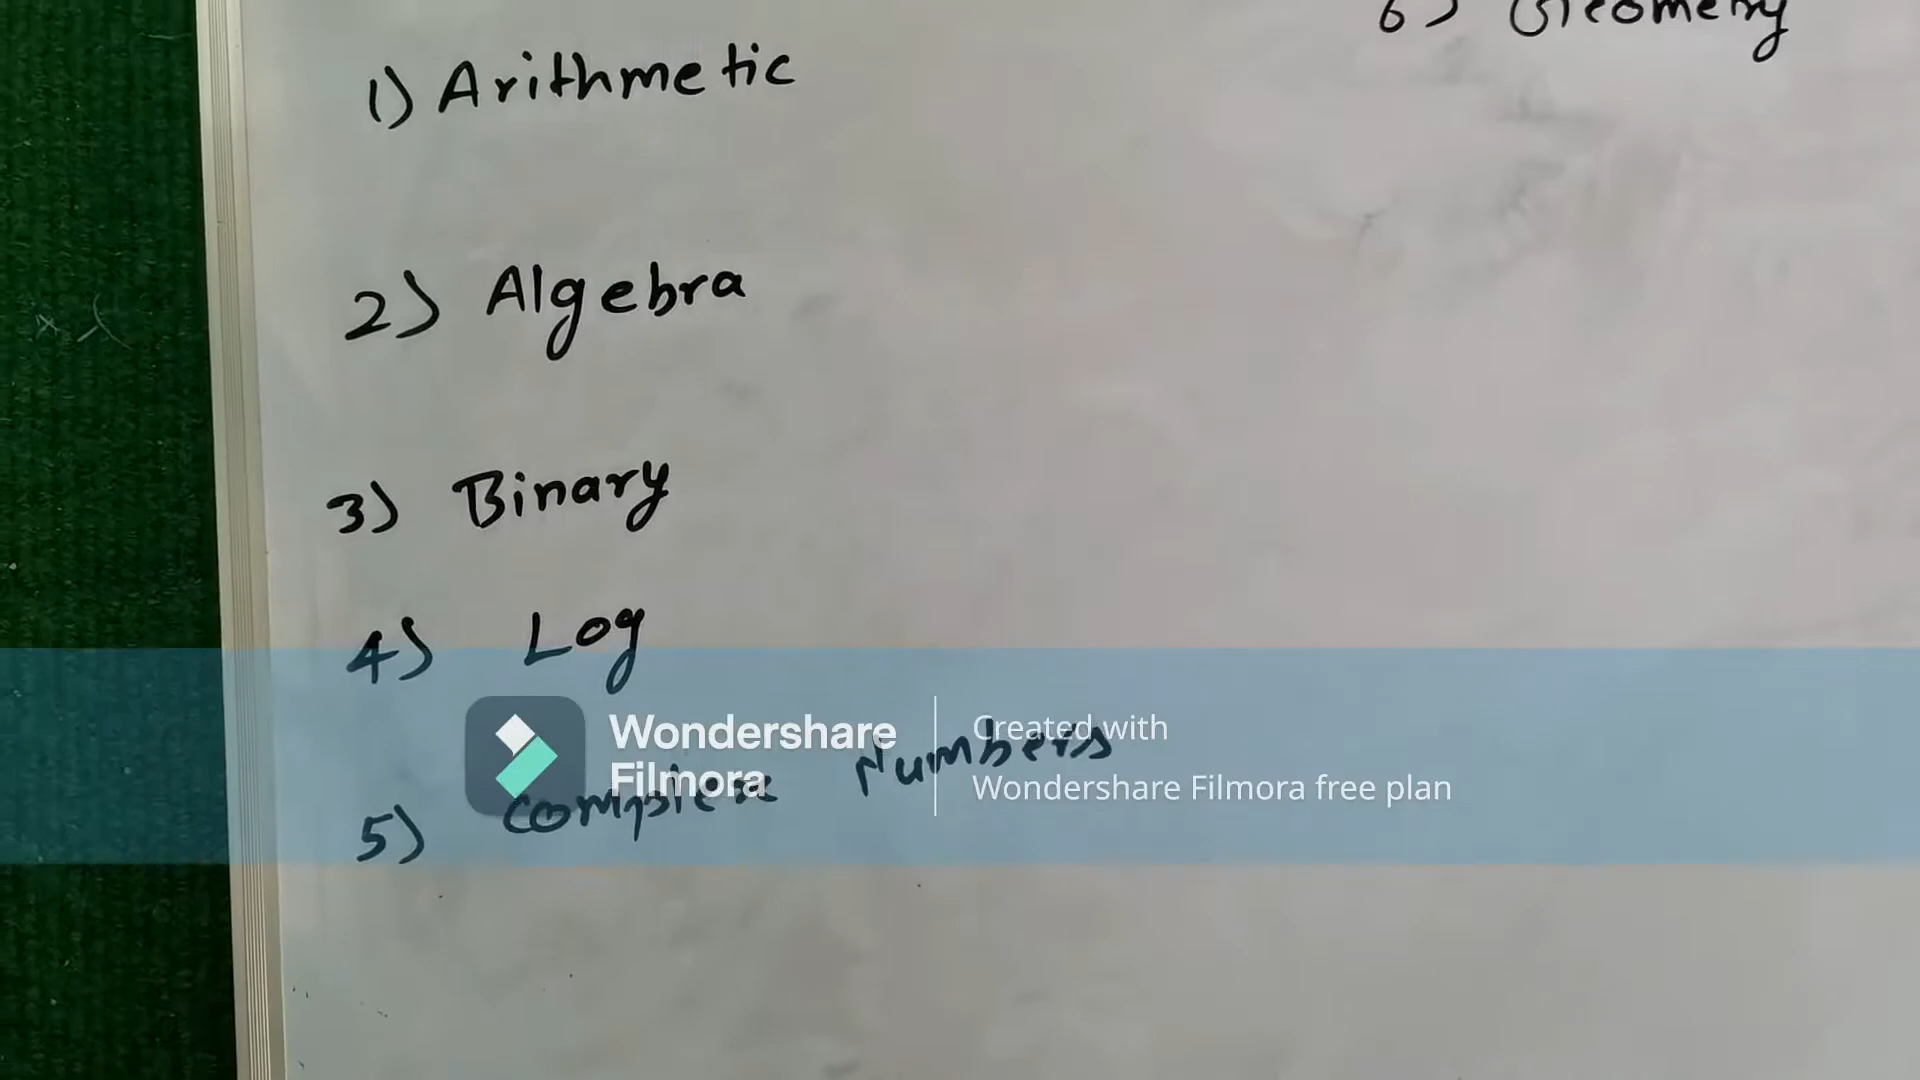 1) Arithmetic
6) Geometry
2) Algebra
3) Binary
4) Log
5) Complex Numbers
Wondershare
Filmora
Created with
Wondershare Filmora free plan